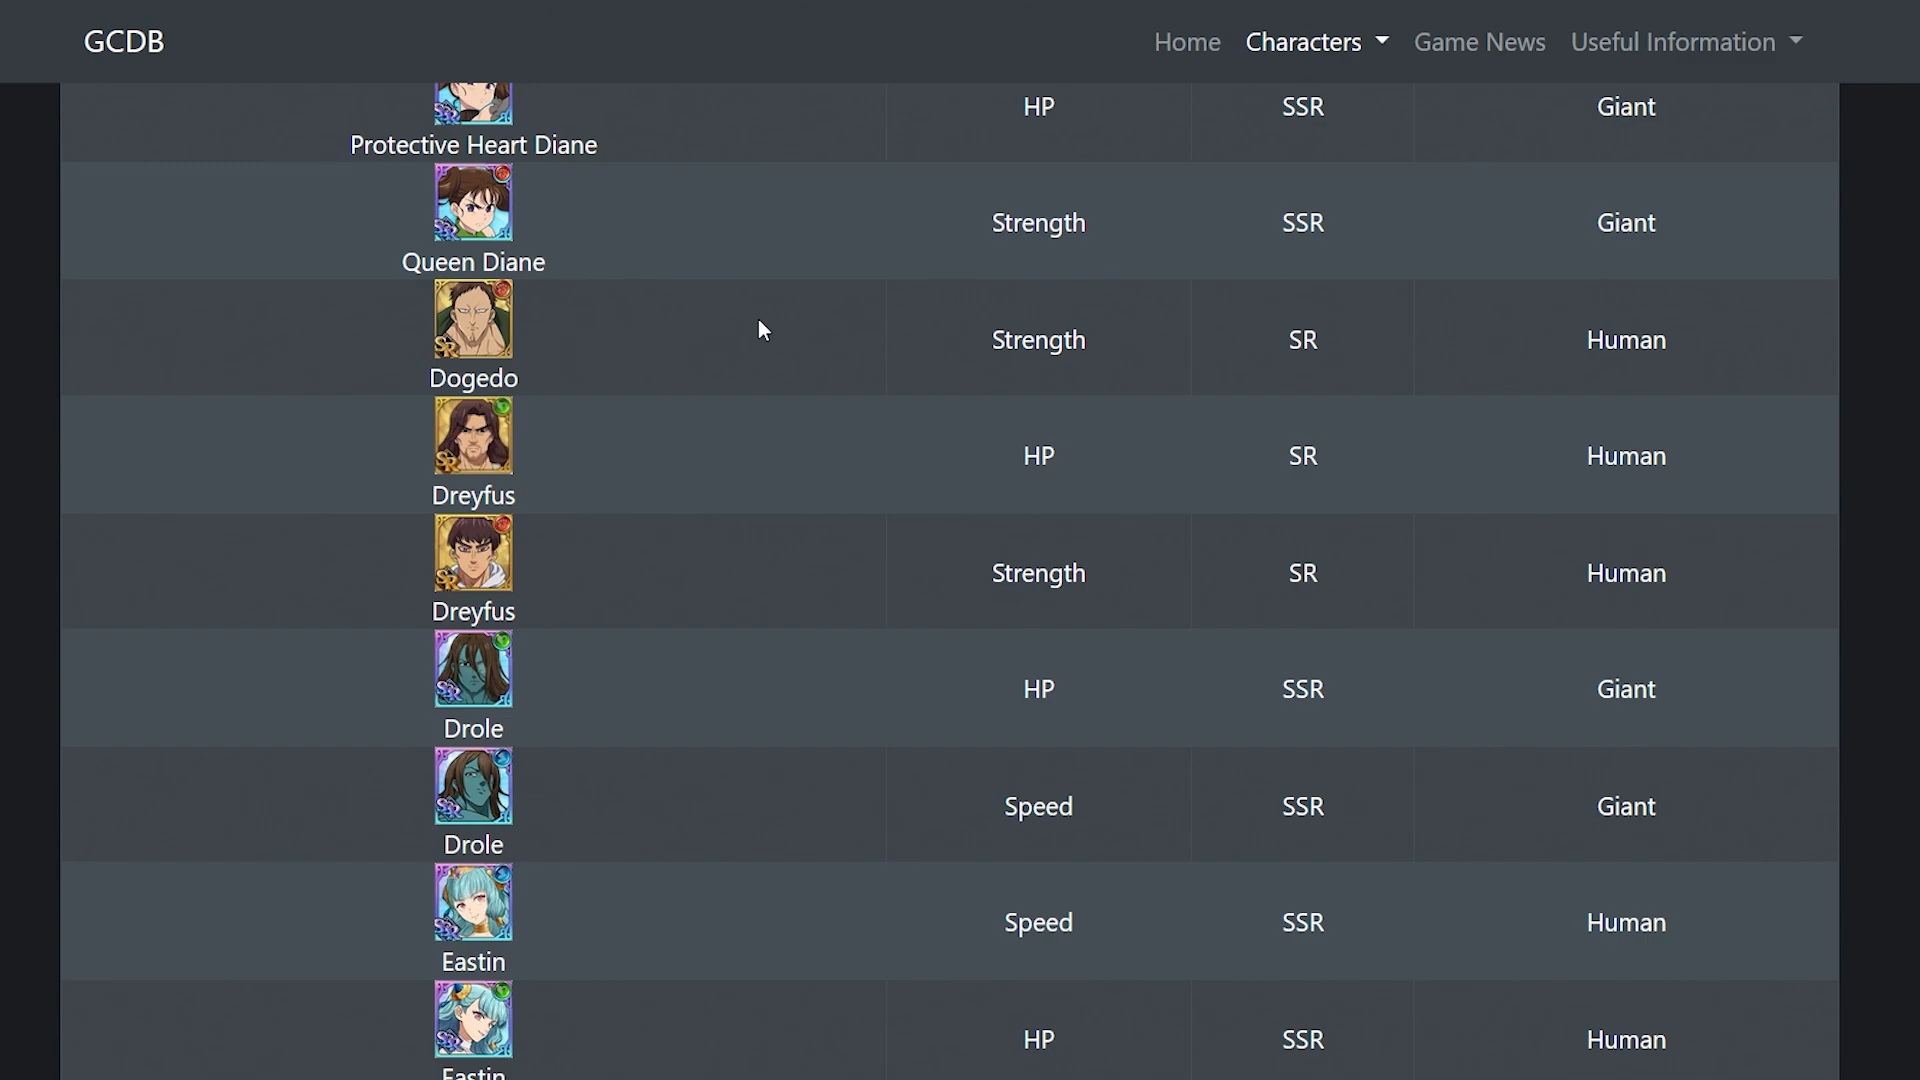 GCDB
Home Characters Game News Useful Information
HP SSR Giant
Protective Heart Diane
Strength SSR Giant
Queen Diane
Strength SR Human
Dogedo
HP SR Human
Dreyfus
Strength SR Human
Dreyfus
HP SSR Giant
Drole
Speed SSR Giant
Drole
Speed SSR Human
Eastin
HP SSR Human
Eastin